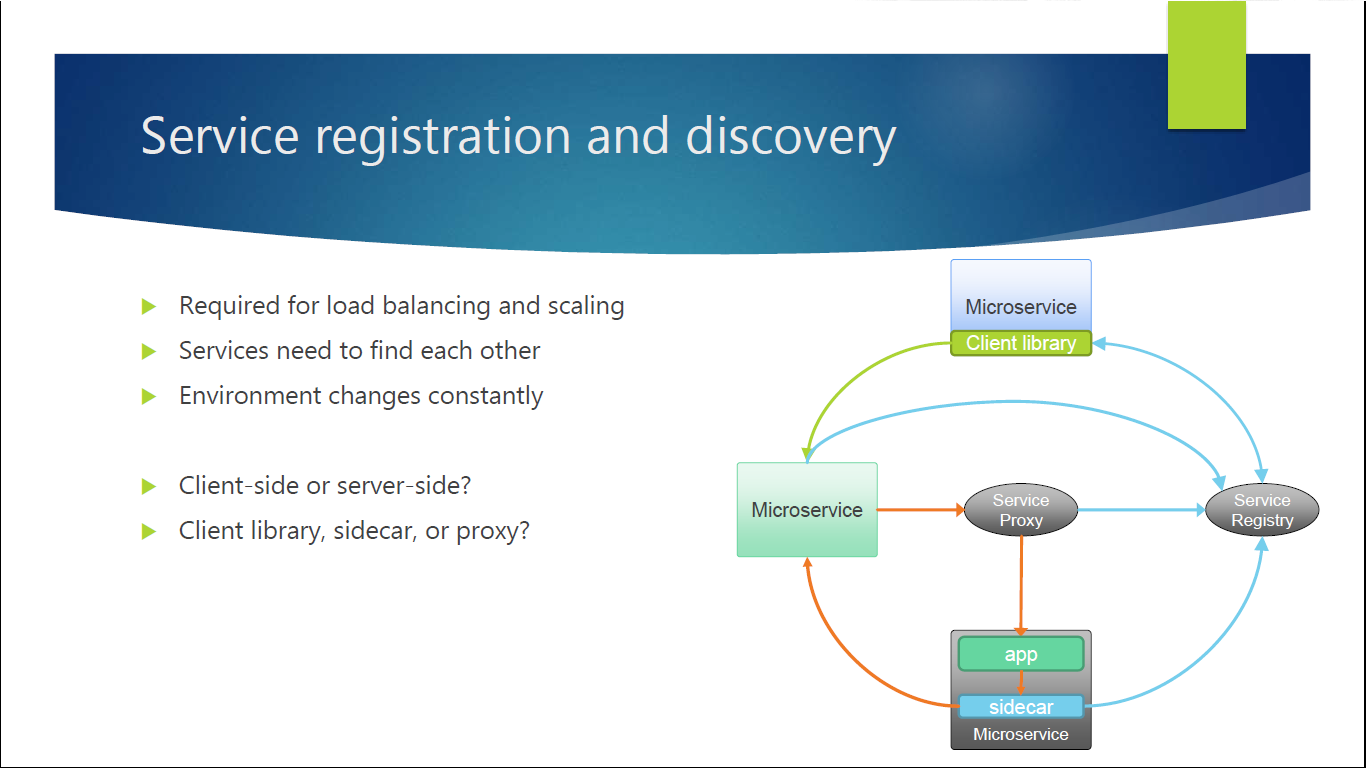 Service registration and discovery
Required for load balancing and scaling
Services need to find each other
Environment changes constantly
Client-side or server-side?
Client library, sidecar, or proxy?
Microservice
Client library
Microservice
Service
Proxy
Service
Registry
app
sidecar
Microservice